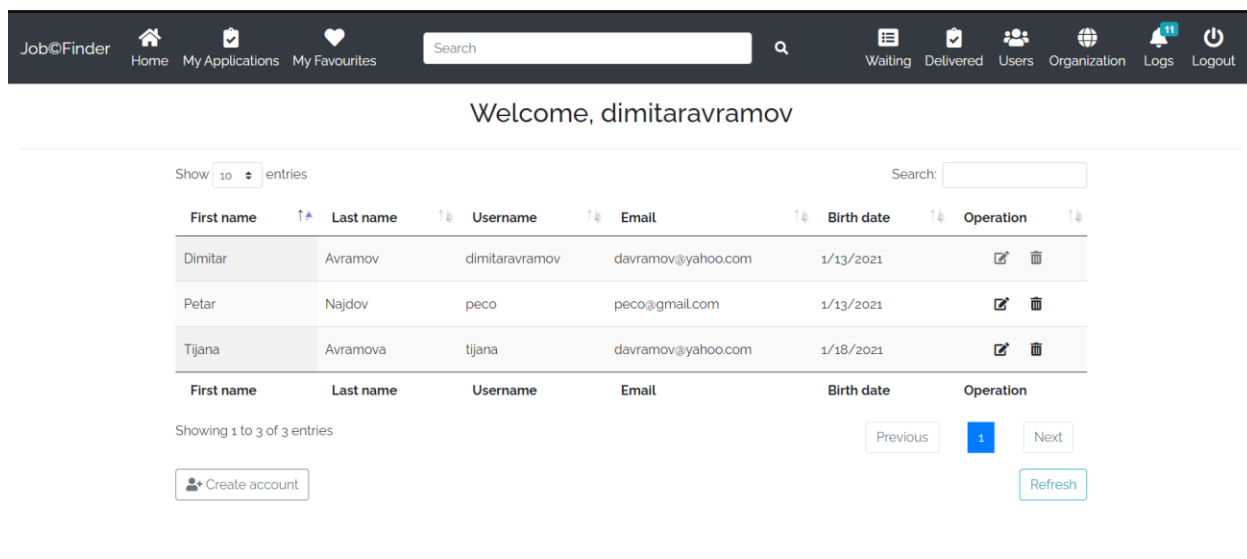 Job©Finder Home My Applications My Favourites Search Waiting Delivered Users Organization 11 Logs Logout
Welcome, dimitaravramov
Show 10 entries Search:
First name Last name Username Email Birth date Operation
Dimitar Avramov dimitaravramov davramov@yahoo.com 1/13/2021
Petar Najdov peco peco@gmail.com 1/13/2021
Tijana Avramova tijana davramov@yahoo.com 1/18/2021
First name Last name Username Email Birth date Operation
Showing 1 to 3 of 3 entries Previous 1 Next
Create account Refresh